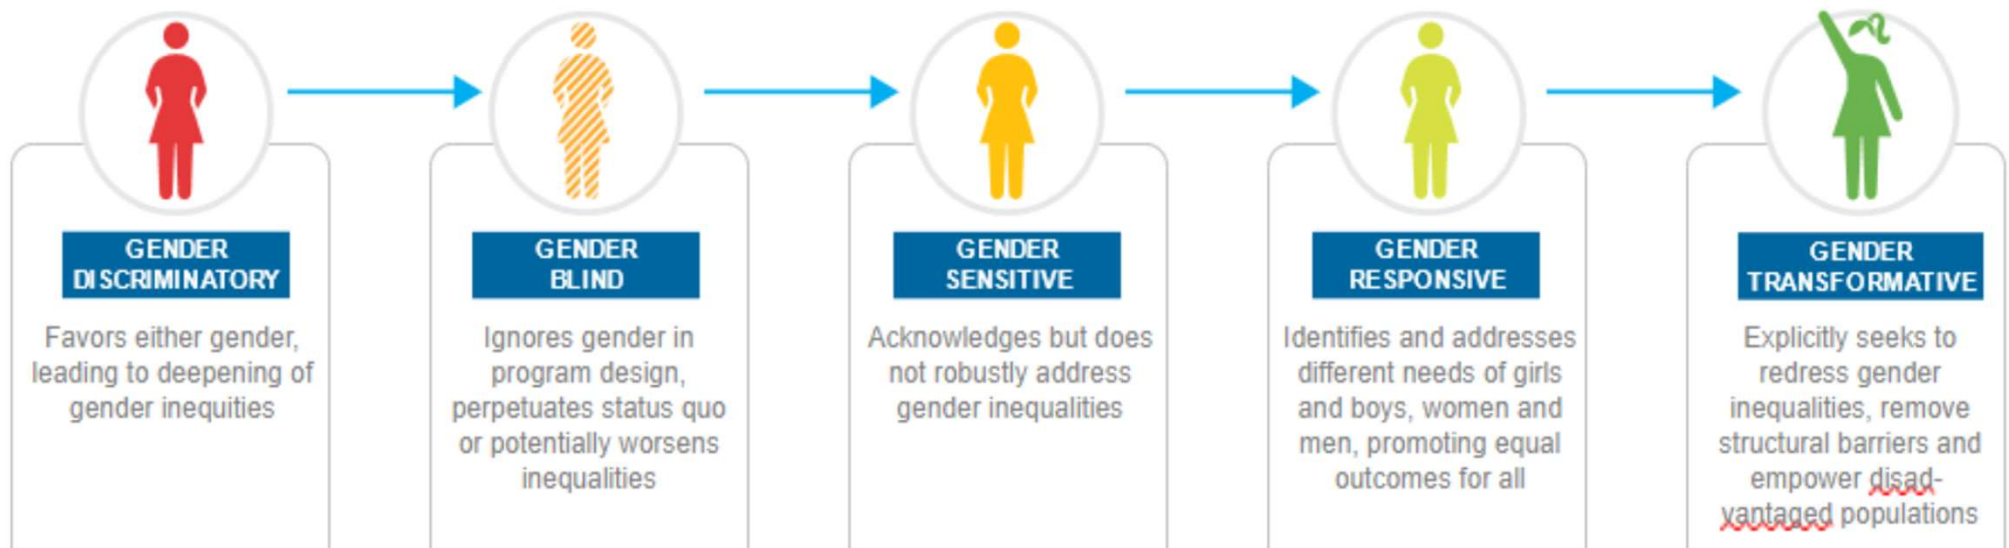 GENDER
DISCRIMINATORY
Favors either gender,
leading to deepening of
gender inequities
GENDER
BLIND
Ignores gender in
program design,
perpetuates status quo
or potentially worsens
inequalities
GENDER
SENSITIVE
Acknowledges but does
not robustly address
gender inequalities
GENDER
RESPONSIVE
Identifies and addresses
different needs of girls
and boys, women and
men, promoting equal
outcomes for all
GENDER
TRANSFORMATIVE
Explicitly seeks to
redress gender
inequalities, remove
structural barriers and
empower disad-
vantaged populations